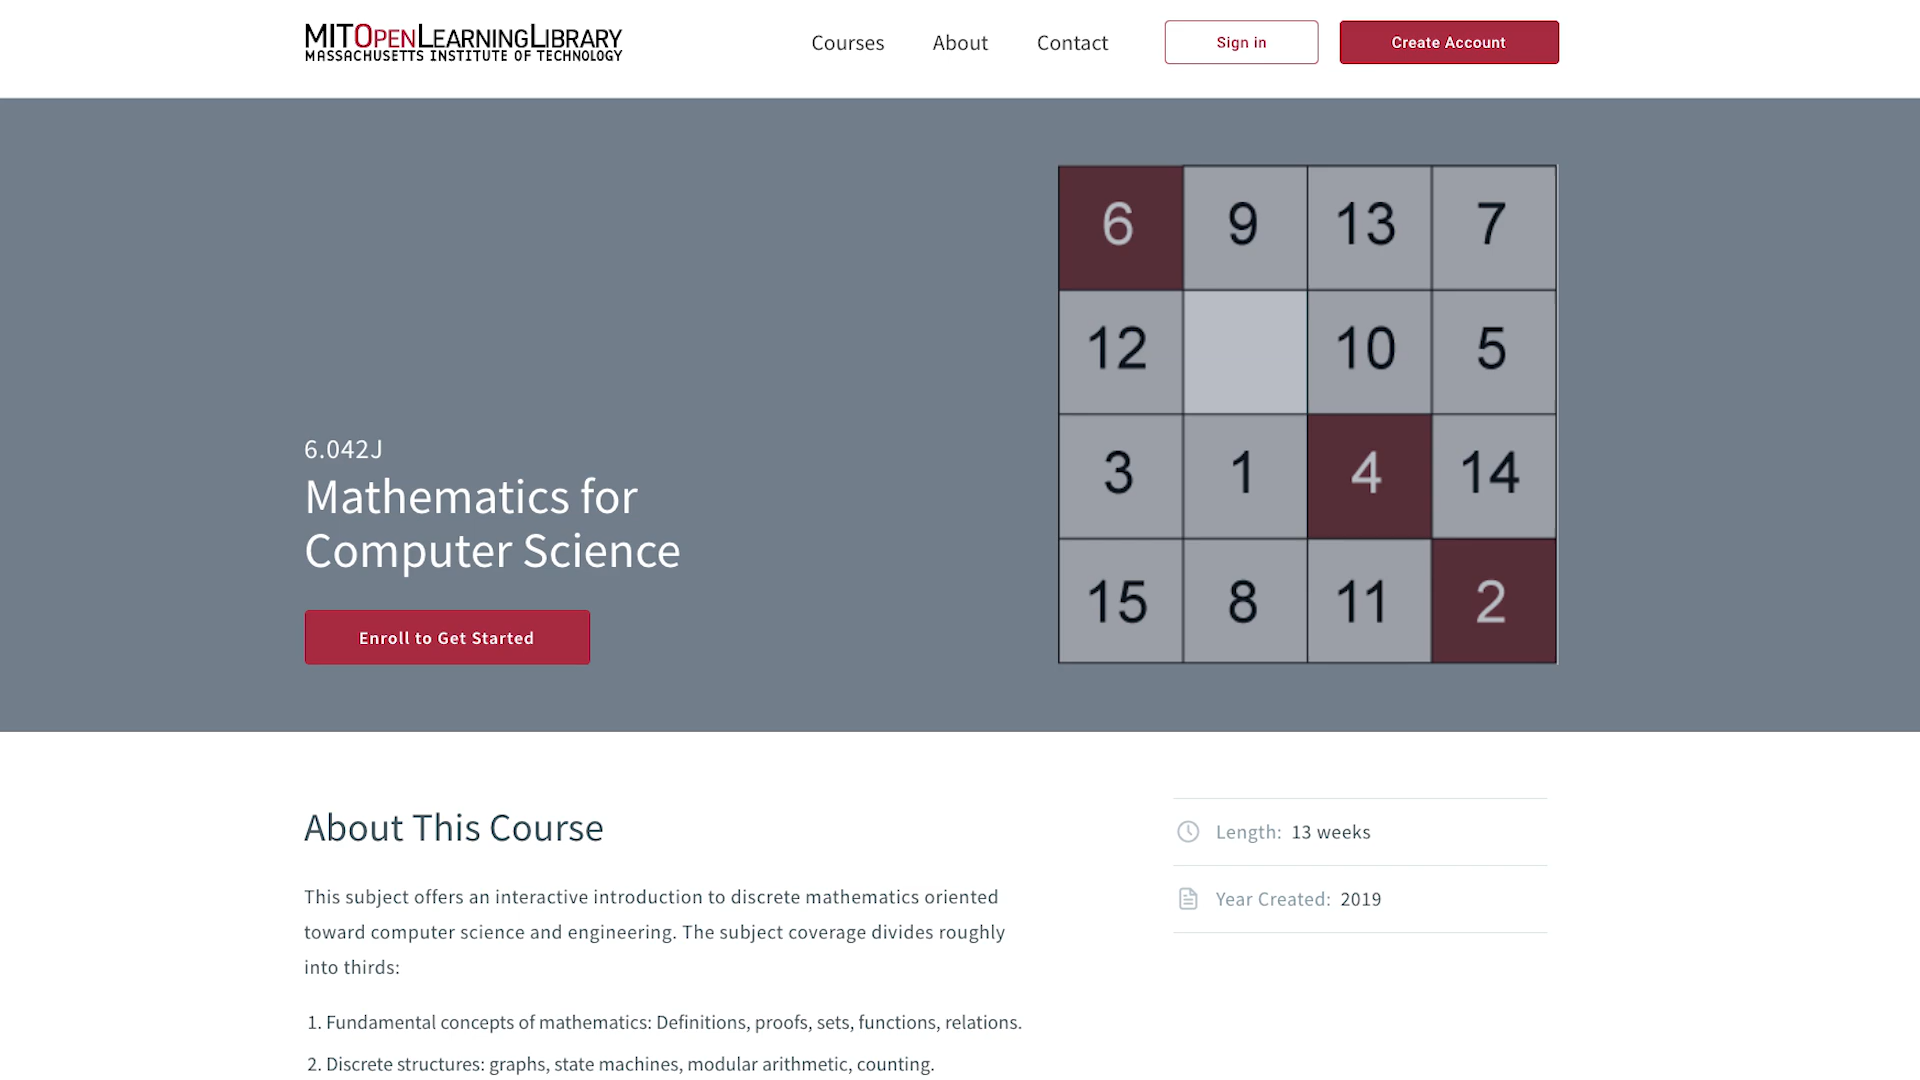 MITOpenLearningLibrary
Massachusetts Institute of Technology
Courses
About
Contact
Sign in
Create Account
6.042J
Mathematics for
Computer Science
Enroll to Get Started
6 9 13 7
12 10 5
3 1 4 14
15 8 11 2
About This Course
This subject offers an interactive introduction to discrete mathematics oriented
toward computer science and engineering. The subject coverage divides roughly
into thirds:
1. Fundamental concepts of mathematics: Definitions, proofs, sets, functions, relations.
2. Discrete structures: graphs, state machines, modular arithmetic, counting.
Length: 13 weeks
Year Created: 2019